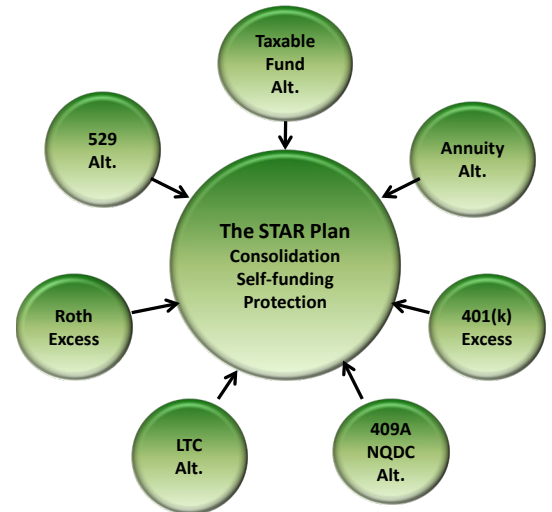 Taxable
Fund
Alt.
529
Alt.
Annuity
Alt.
The STAR Plan
Consolidation
Self-funding
Protection
Roth
Excess
401(k)
Excess
LTC
Alt.
409A
NQDC
Alt.